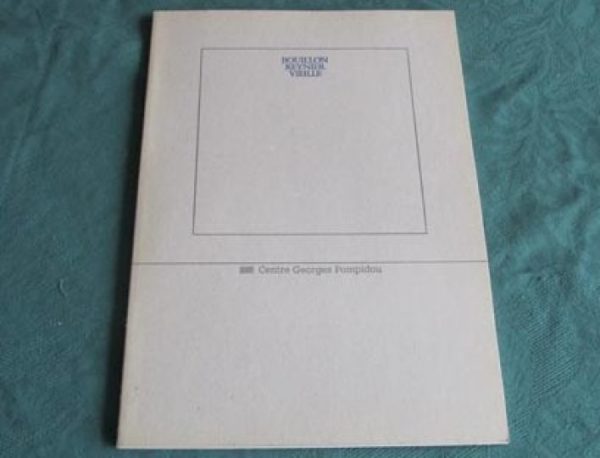 BOUILLON
REYNIER
VIEILLE
Centre Georges Pompidou